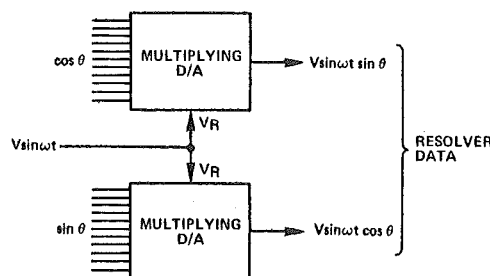 cos θ
MULTIPLYING
D/A
Vsinωt sin θ
VR
Vsinωt
RESOLVER
DATA
VR
sin θ
MULTIPLYING
D/A
Vsinωt cos θ